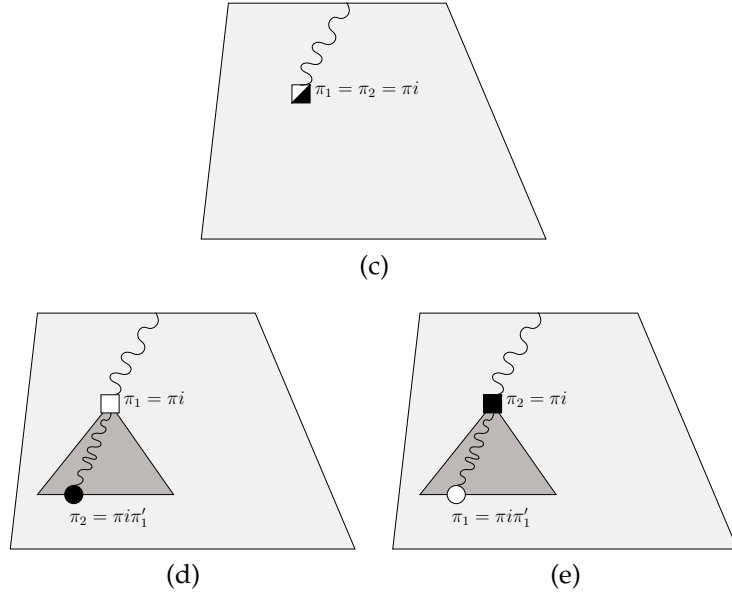 π₁ = π₂ = πi
(c)
π₁ = πi
π₂ = πiπ′₁
(d)
π₂ = πi
π₁ = πiπ′₁
(e)